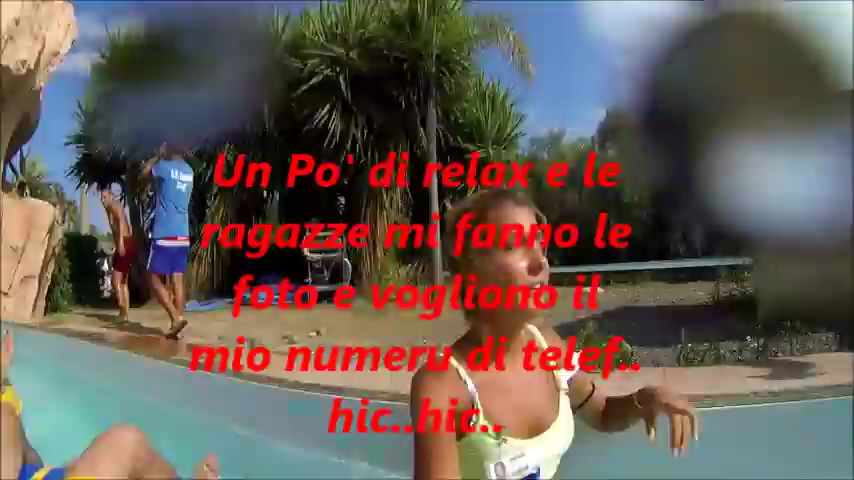 Un Po' di relax e le
ragazze mi fanno le
foto e vogliono il
mio numeru di telef..
hic..hic..